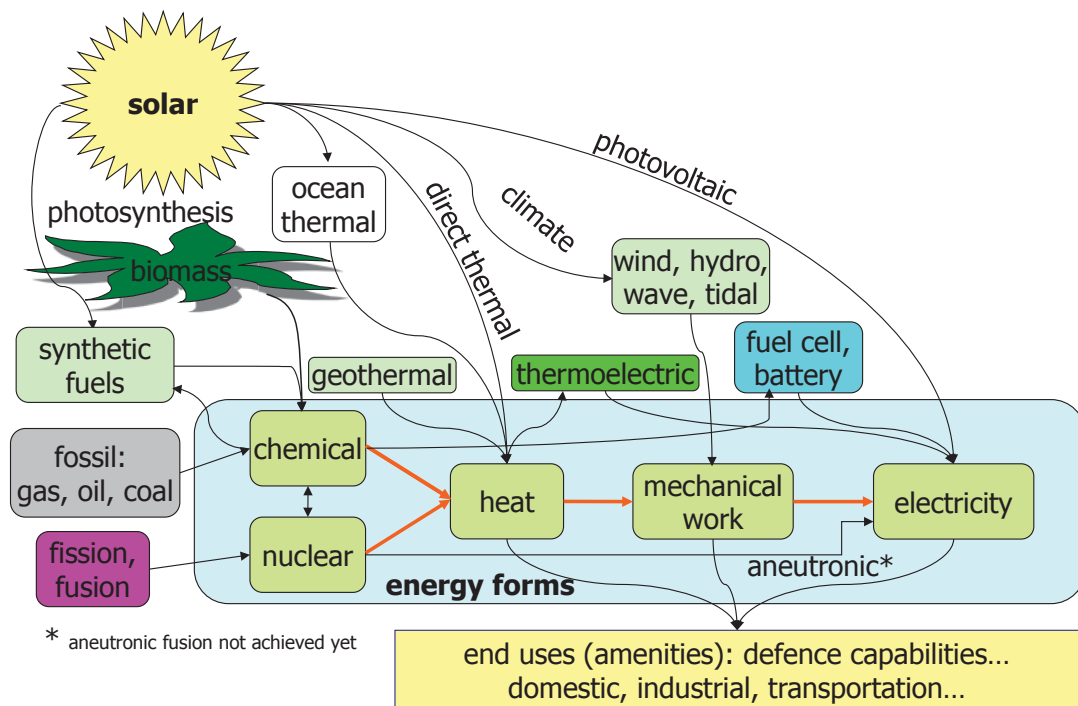 solar
photosynthesis
biomass
ocean
thermal
direct thermal
climate
photovoltaic
wind, hydro,
wave, tidal
synthetic
fuels
geothermal
thermoelectric
fuel cell,
battery
fossil:
gas, oil, coal
chemical
heat
mechanical
work
electricity
fission,
fusion
nuclear
aneutronic*
energy forms
* aneutronic fusion not achieved yet
end uses (amenities): defence capabilities…
domestic, industrial, transportation…